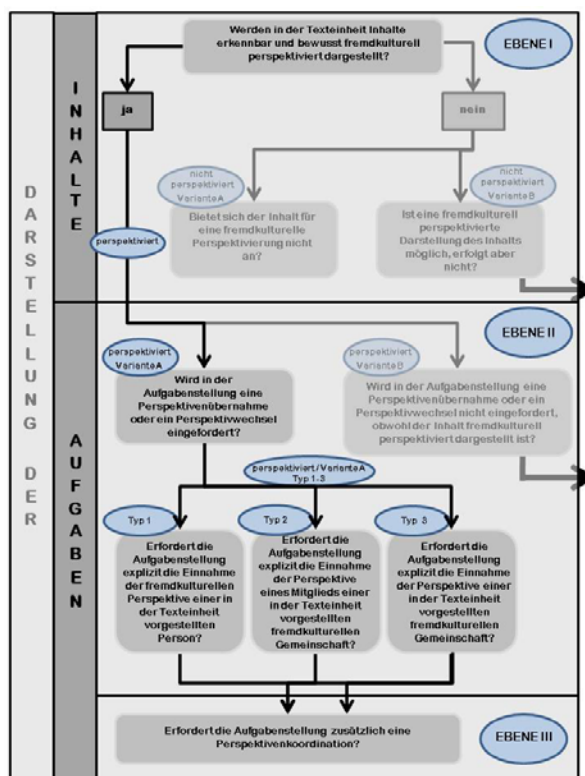 Werden in der Texteinheit Inhalte
erkennbar und bewusst fremdkulturell
perspektiviert dargestellt?
EBENE I
ja
nein
nicht
perspektiviert
Variante A
nicht
perspektiviert
Variante B
Bietet sich der Inhalt für
eine fremdkulturelle
Perspektivierung nicht
an?
Ist eine fremdkulturell
perspektivierte
Darstellung des Inhalts
möglich, erfolgt aber
nicht?
perspektiviert
INHALTE
DARSTELLLUNG DER
EBENE II
perspektiviert
Variante A
perspektiviert
Variante B
Wird in der
Aufgabenstellung eine
Perspektivenübernahme
oder ein Perspektivwechsel
eingefordert?
Wird in der Aufgabenstellung eine
Perspektivenübernahme oder ein
Perspektivwechsel nicht eingefordert,
obwohl der Inhalt fremdkulturell
perspektiviert dargestellt ist?
perspektiviert/Variante A
Typ 1-3
Typ 1
Typ 2
Typ 3
Erfordert die
Aufgabenstellung
explizit die Einnahme
der fremdkulturellen
Perspektive einer in
der Texteinheit
vorgestellten
Person?
Erfordert die
Aufgabenstellung
explizit die Einnahme
der Perspektive
eines Mitglieds einer
in der Texteinheit
vorgestellten
fremdkulturellen
Gemeinschaft?
Erfordert die
Aufgabenstellung
explizit die Einnahme
der Perspektive einer
in der Texteinheit
vorgestellten
fremdkulturellen
Gemeinschaft?
AUFGABEN
Erfordert die Aufgabenstellung zusätzlich eine
Perspektivenkoordination?
EBENE III